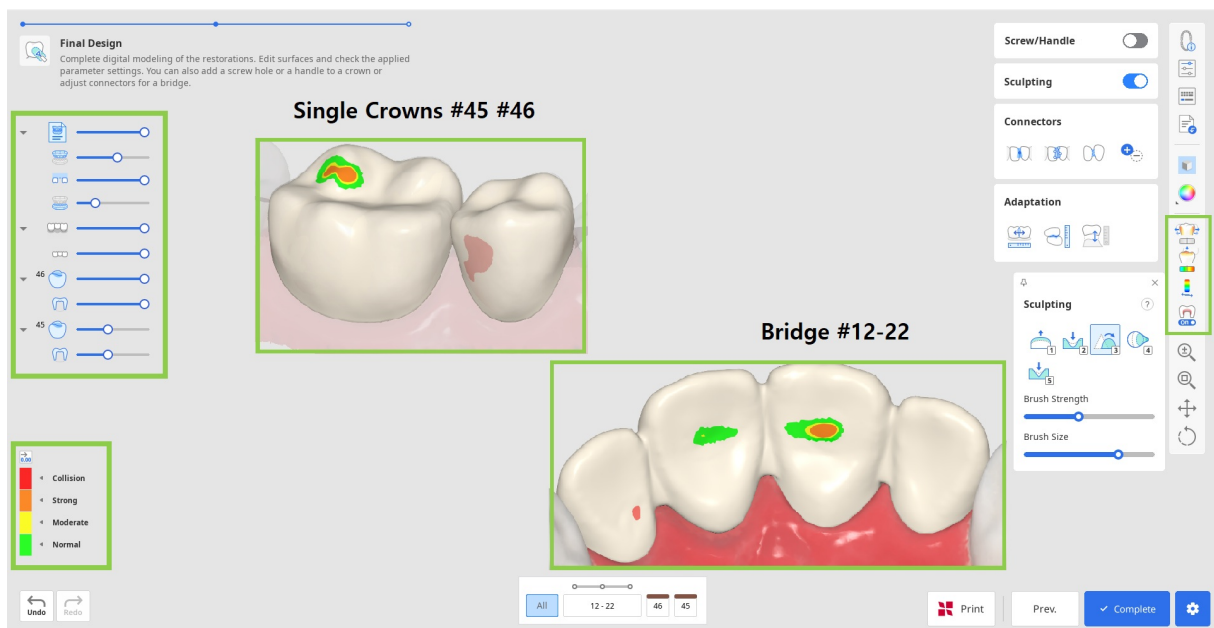 Final Design
Complete digital modeling of the restorations. Edit surfaces and check the applied
parameter settings. You can also add a screw hole or a handle to a crown or
adjust connectors for a bridge.
Single Crowns #45 #46
46
45
Bridge #12-22
0.00
Collision
Strong
Moderate
Normal
Undo
Redo
All
12 - 22
46
45
Screw/Handle
Sculpting
Connectors
Adaptation
Sculpting
?
1
2
3
4
5
Brush Strength
Brush Size
On
Print
Prev.
Complete